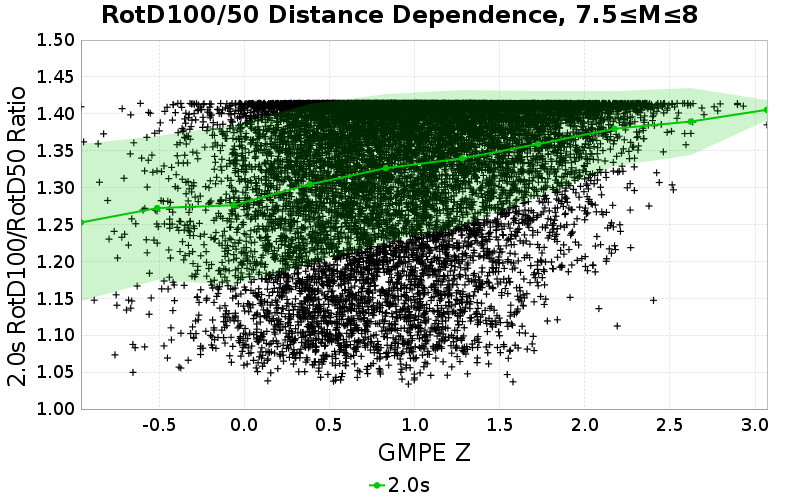 RotD100/50 Distance Dependence, 7.5≤M≤8
2.0s RotD100/RotD50 Ratio
1.50
1.45
1.40
1.35
1.30
1.25
1.20
1.15
1.10
1.05
1.00
-0.5 0.0 0.5 1.0 1.5 2.0 2.5 3.0
GMPE Z
2.0s